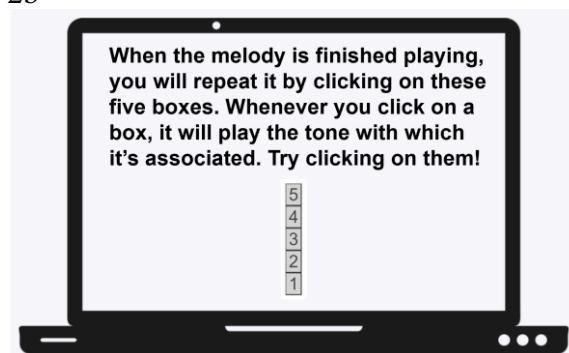 When the melody is finished playing,
you will repeat it by clicking on these
five boxes. Whenever you click on a
box, it will play the tone with which
it's associated. Try clicking on them!
5
4
3
2
1